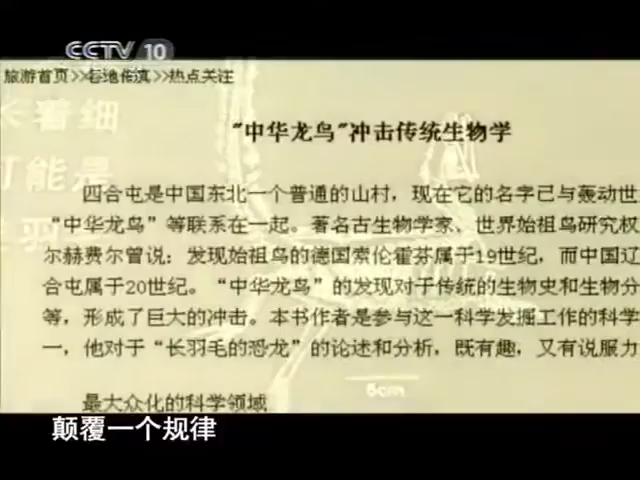 CCTV 10
旅游首页>>各地传真>>热点关注
长着细
可能是
羽
"中华龙鸟"冲击传统生物学
四合屯是中国东北一个普通的山村，现在它的名字已与轰动世
“中华龙鸟”等联系在一起。著名古生物学家、世界始祖鸟研究权
尔赫费尔曾说：发现始祖鸟的德国索伦霍芬属于19世纪，而中国辽
合屯属于20世纪。“中华龙鸟”的发现对于传统的生物史和生物分
等，形成了巨大的冲击。本书作者是参与这一科学发掘工作的科学
一，他对于“长羽毛的恐龙”的论述和分析，既有趣，又有说服力
5cm
最大众化的科学领域
颠覆一个规律